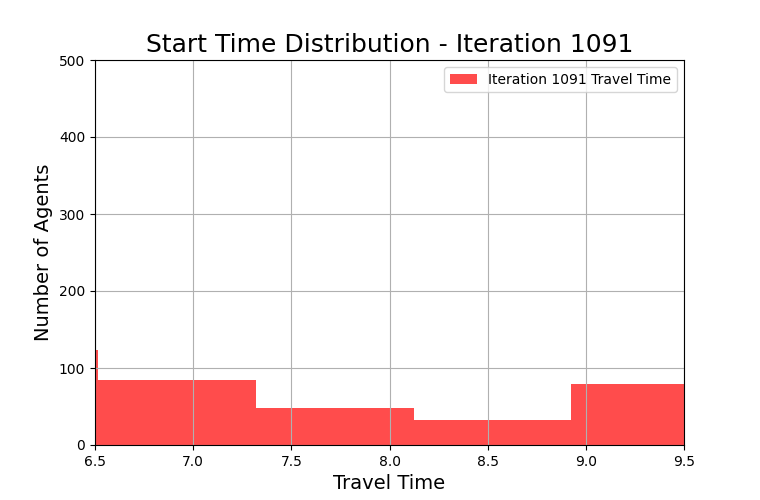 Start Time Distribution - Iteration 1091
Iteration 1091 Travel Time
Number of Agents
500
400
300
200
100
0
6.5 7.0 7.5 8.0 8.5 9.0 9.5
Travel Time